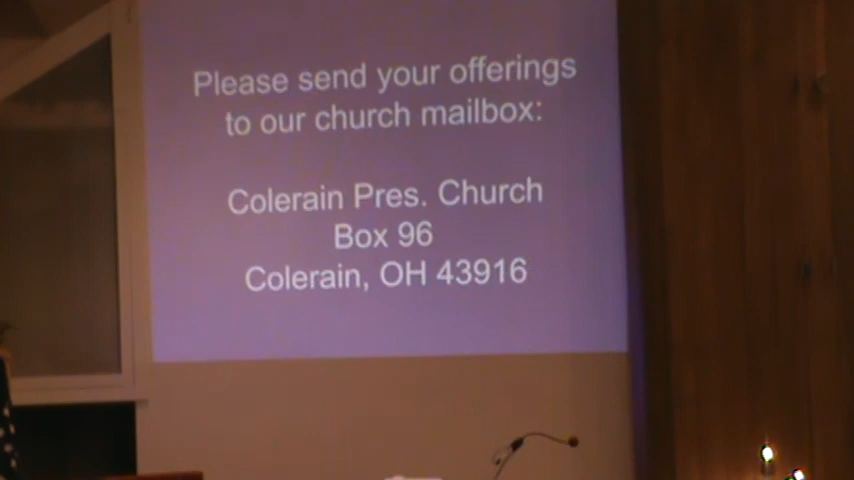 Please send your offerings
to our church mailbox:
Colerain Pres. Church
Box 96
Colerain, OH 43916